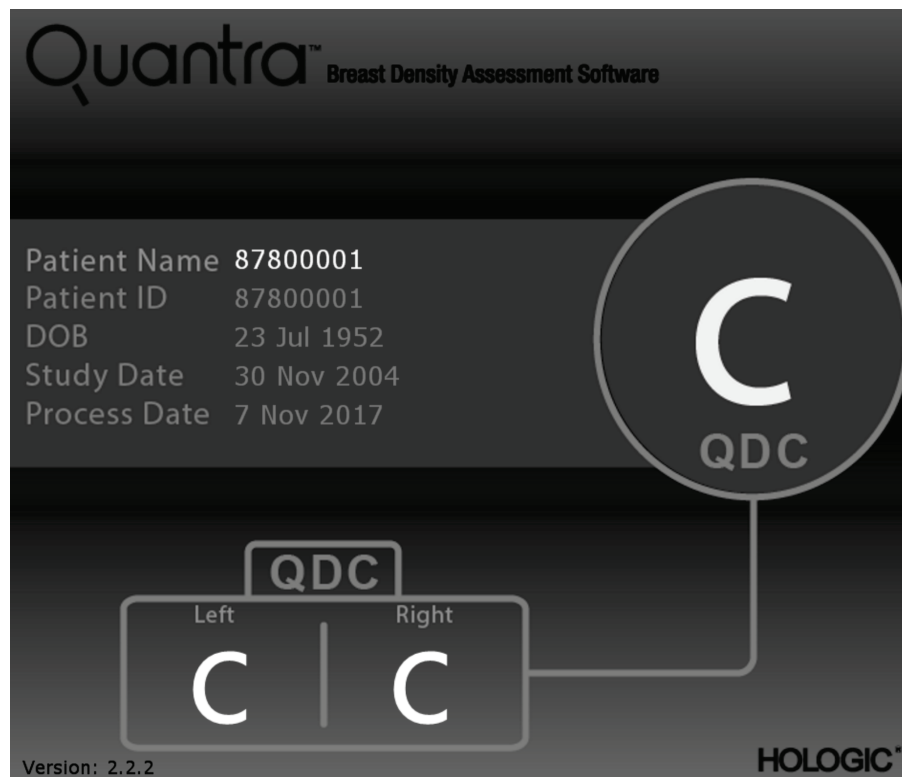 Quantra™ Breast Density Assessment Software
Patient Name 87800001
Patient ID 87800001
DOB 23 Jul 1952
Study Date 30 Nov 2004
Process Date 7 Nov 2017
C
QDC
QDC
Left Right
C C
Version: 2.2.2
HOLOGIC